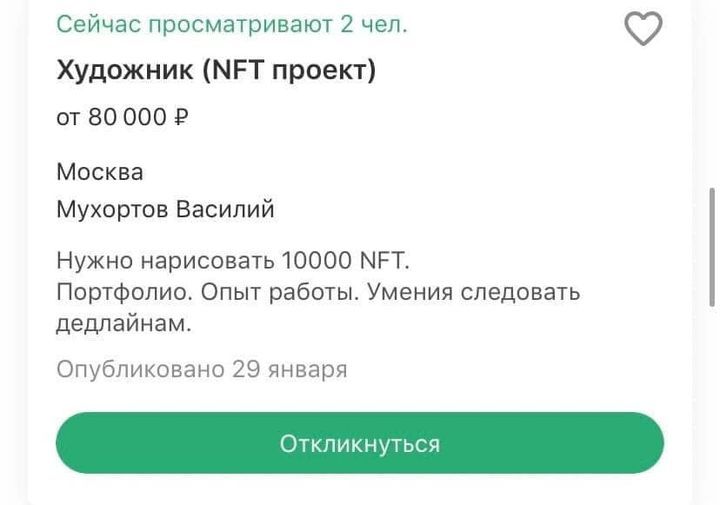 Сейчас просматривают 2 чел.
Художник (NFT проект)
от 80 000 ₽
Москва
Мухортов Василий
Нужно нарисовать 10000 NFT.
Портфолио. Опыт работы. Умения следовать
дедлайнам.
Опубликовано 29 января
Откликнуться